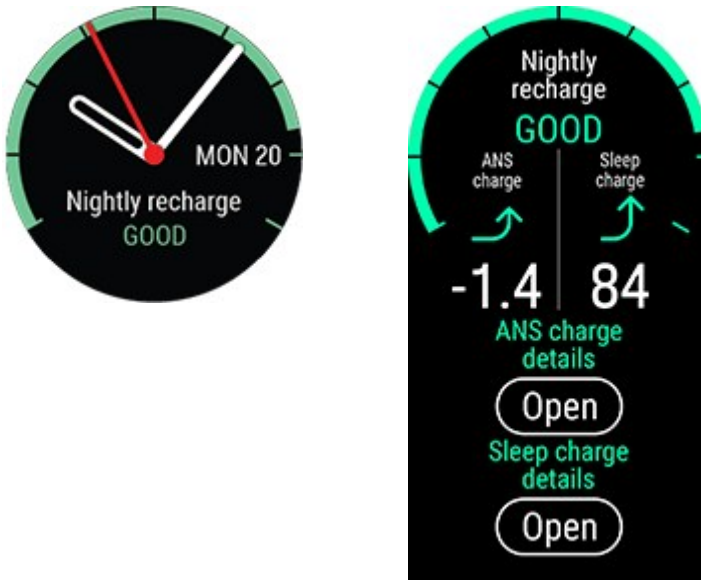 MON 20
Nightly recharge
GOOD
Nightly
recharge
GOOD
ANS
charge
Sleep
charge
-1.4
84
ANS charge
details
Open
Sleep charge
details
Open